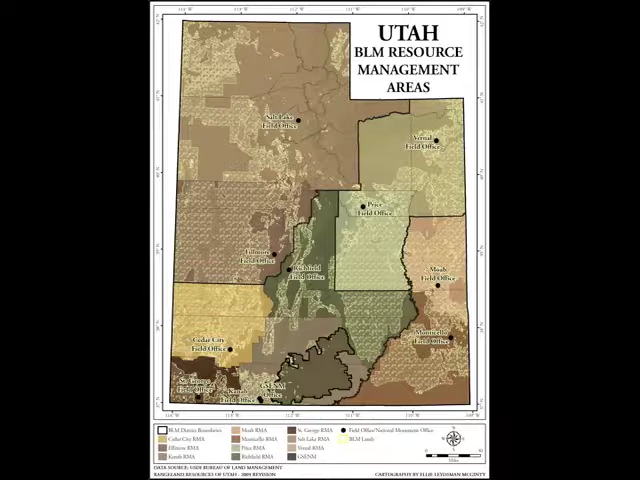 UTAH
BLM RESOURCE
MANAGEMENT
AREAS
Salt Lake
Field Office
Vernal
Field Office
Price
Field Office
Fillmore
Field Office
Richfield
Field Office
Moab
Field Office
Monticello
Field Office
Cedar City
Field Office
St. George
Field Office
Kanab
Field Office
GSENM
Office
BLM District Boundaries
Moab RMA
St. George RMA
Field Office/National Monument Office
Cedar City RMA
Monticello RMA
Salt Lake RMA
BLM Lands
Fillmore RMA
Price RMA
Vernal RMA
Kanab RMA
Richfield RMA
GSENM
Miles
DATA SOURCE: USDI BUREAU OF LAND MANAGEMENT
RANGELAND RESOURCES OF UTAH - 2009 REVISION
CARTOGRAPHY BY ELLIE LEYDSMAN MCGINTY